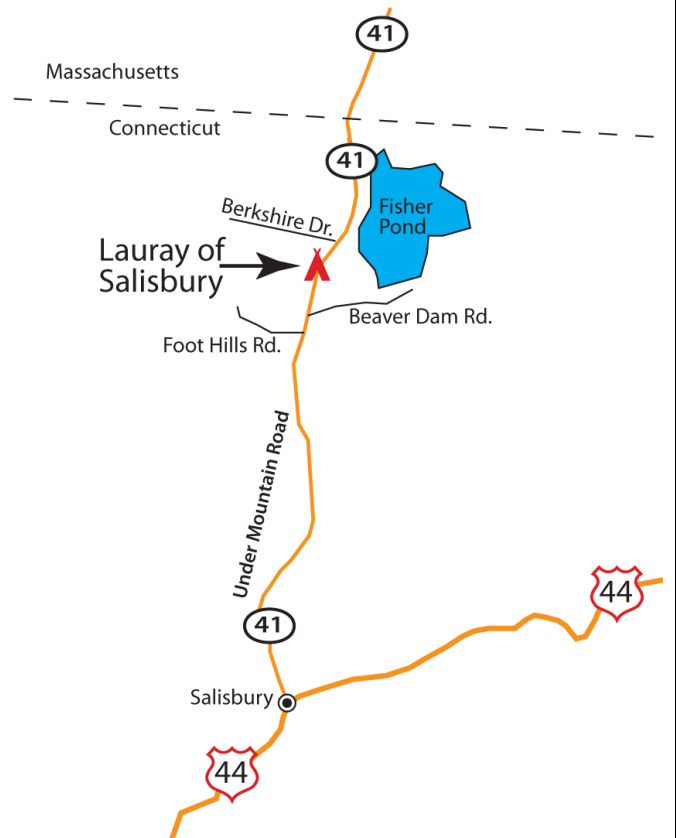 41
Massachusetts
Connecticut
41
Fisher
Pond
Berkshire Dr.
Lauray of
Salisbury
Beaver Dam Rd.
Foot Hills Rd.
Under Mountain Road
44
41
Salisbury
44